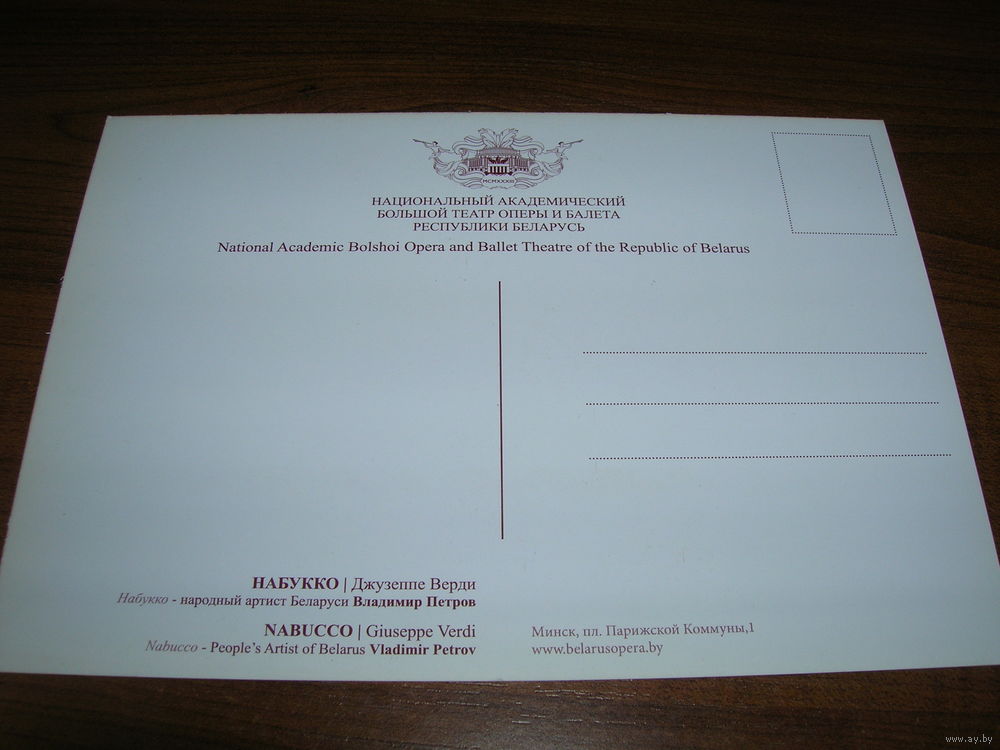 MCMXXXIII
НАЦИОНАЛЬНЫЙ АКАДЕМИЧЕСКИЙ
БОЛЬШОЙ ТЕАТР ОПЕРЫ И БАЛЕТА
РЕСПУБЛИКИ БЕЛАРУСЬ
National Academic Bolshoi Opera and Ballet Theatre of the Republic of Belarus
НАБУККО | Джузеппе Верди
Набукко - народный артист Беларуси Владимир Петров
NABUCCO | Giuseppe Verdi
Nabucco - People's Artist of Belarus Vladimir Petrov
Минск, пл. Парижской Коммуны,1
www.belarusopera.by
www.ay.by